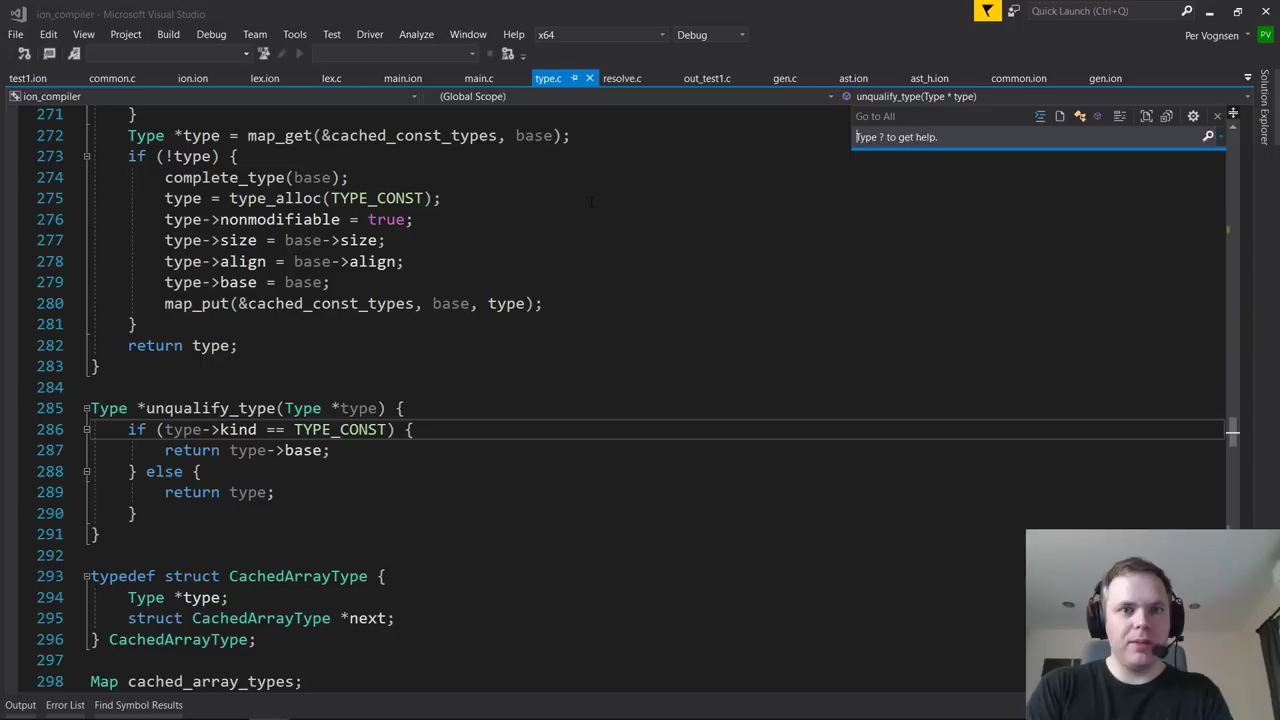 ion_compiler - Microsoft Visual Studio
Quick Launch (Ctrl+Q)
File Edit View Project Build Debug Team Tools Test Driver Analyze Window Help x64 Debug Per Vognsen PV
test1.ion common.c ion.ion lex.ion lex.c main.ion main.c type.c resolve.c out_test1.c gen.c ast.ion ast_h.ion common.ion gen.ion
ion_compiler (Global Scope) unqualify_type(Type * type)
Go to All
Type ? to get help.
Solution Explorer
271 }
272 Type *type = map_get(&cached_const_types, base);
273 if (!type) {
274 complete_type(base);
275 type = type_alloc(TYPE_CONST);
276 type->nonmodifiable = true;
277 type->size = base->size;
278 type->align = base->align;
279 type->base = base;
280 map_put(&cached_const_types, base, type);
281 }
282 return type;
283 }
284
285 Type *unqualify_type(Type *type) {
286 if (type->kind == TYPE_CONST) {
287 return type->base;
288 } else {
289 return type;
290 }
291 }
292
293 typedef struct CachedArrayType {
294 Type *type;
295 struct CachedArrayType *next;
296 } CachedArrayType;
297
298 Map cached_array_types;
Output Error List Find Symbol Results